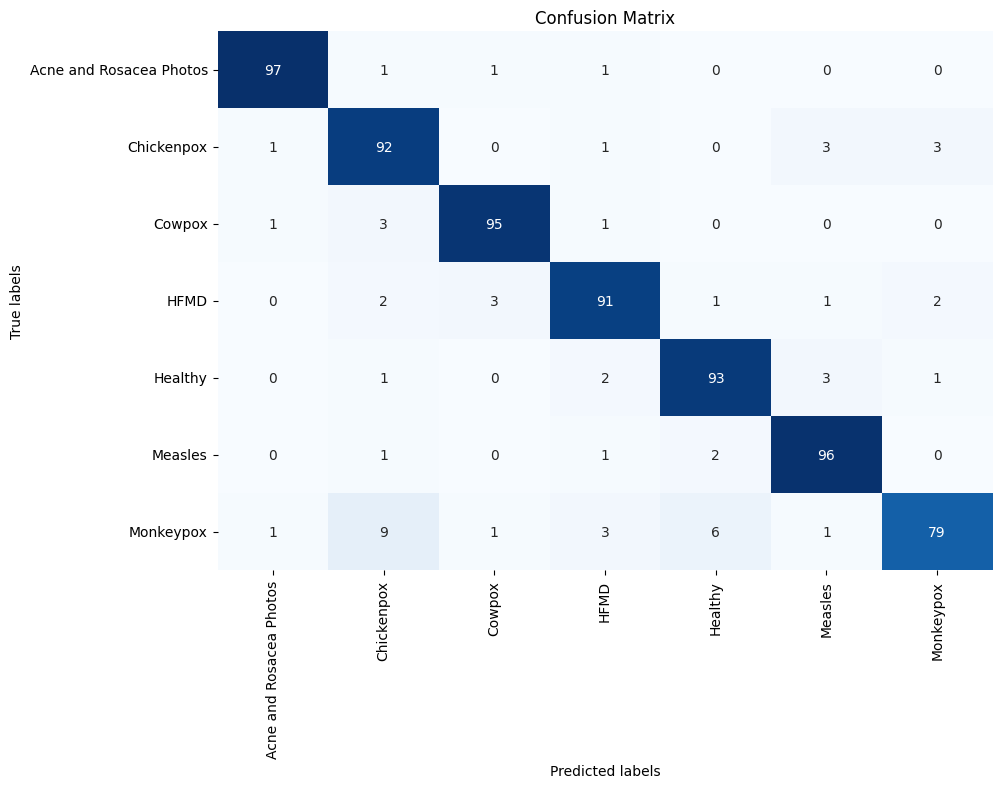 Confusion Matrix
Acne and Rosacea Photos 97 1 1 1 0 0 0
Chickenpox 1 92 0 1 0 3 3
Cowpox 1 3 95 1 0 0 0
HFMD 0 2 3 91 1 1 2
Healthy 0 1 0 2 93 3 1
Measles 0 1 0 1 2 96 0
Monkeypox 1 9 1 3 6 1 79
True labels
Acne and Rosacea Photos
Chickenpox
Cowpox
HFMD
Healthy
Measles
Monkeypox
Predicted labels